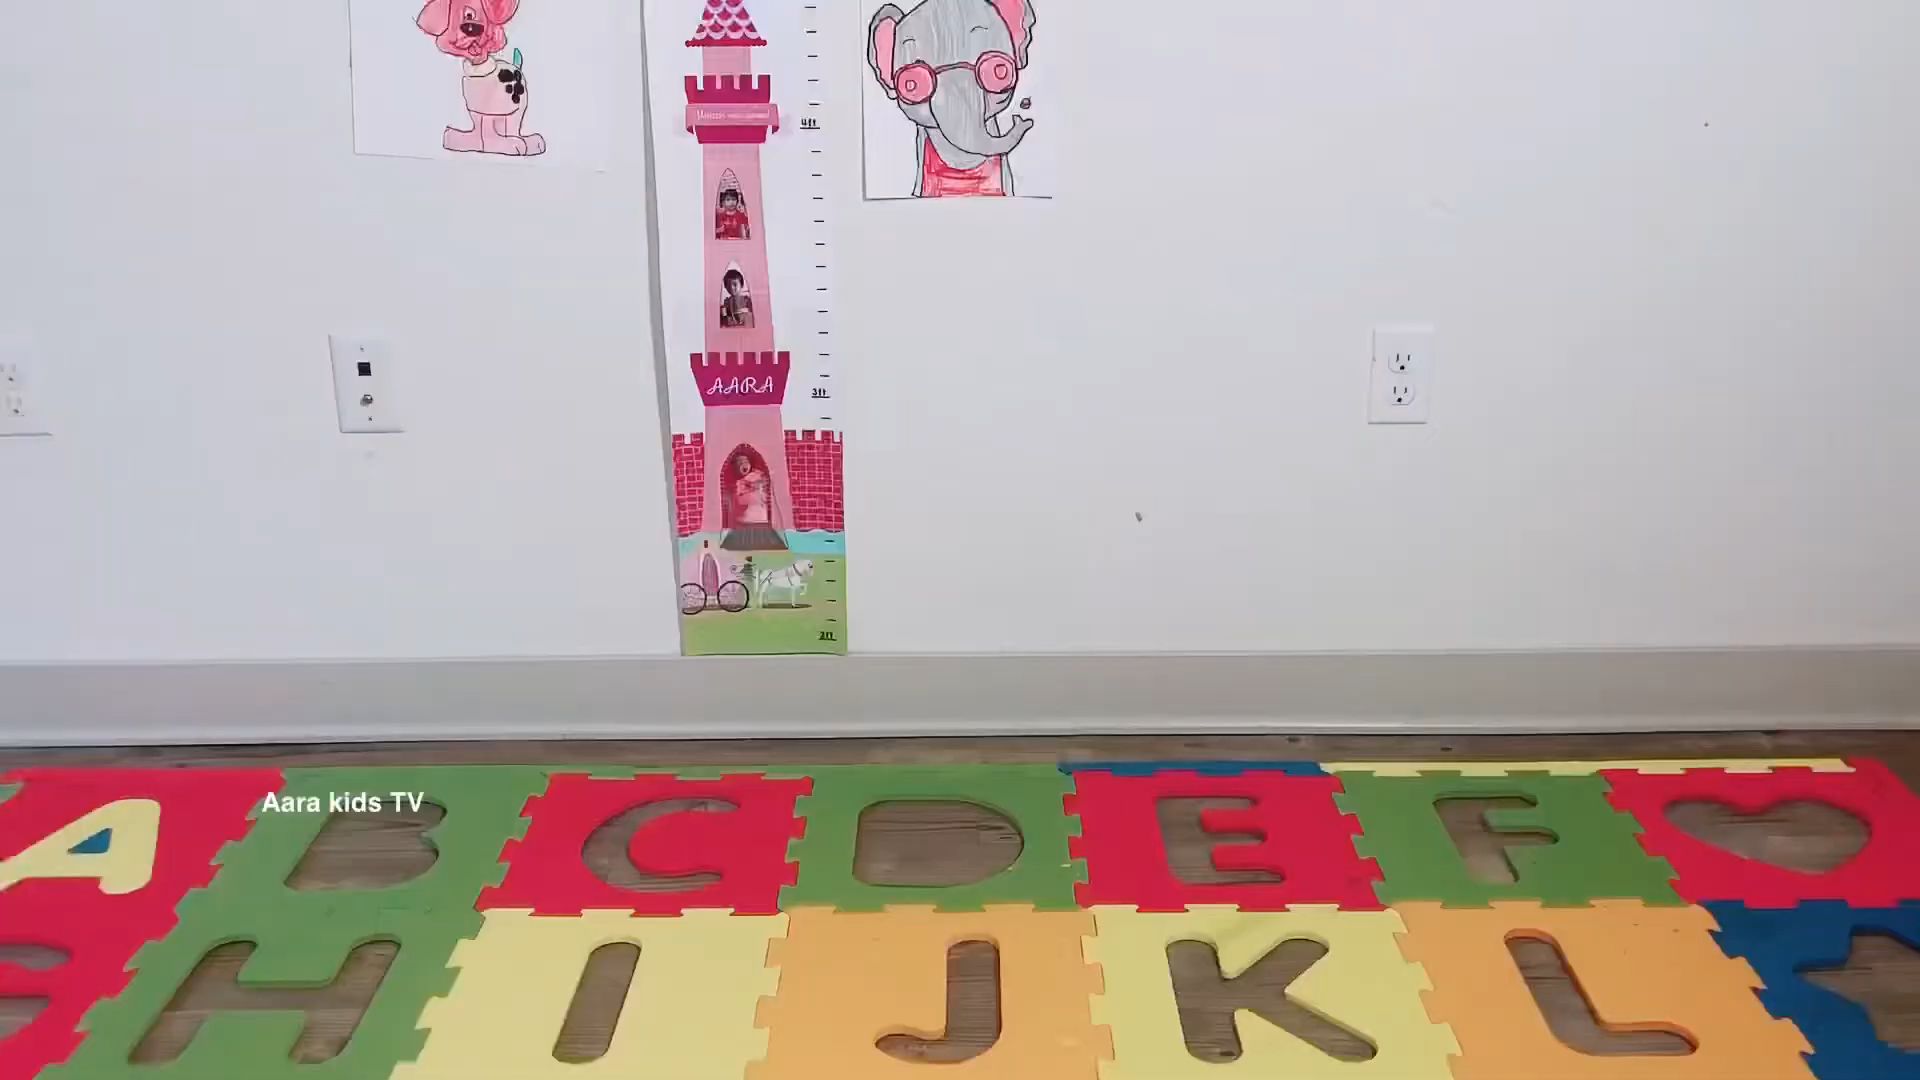 4ft
3ft
AARA
2ft
Aara kids TV
A B C D E F
G H I J K L